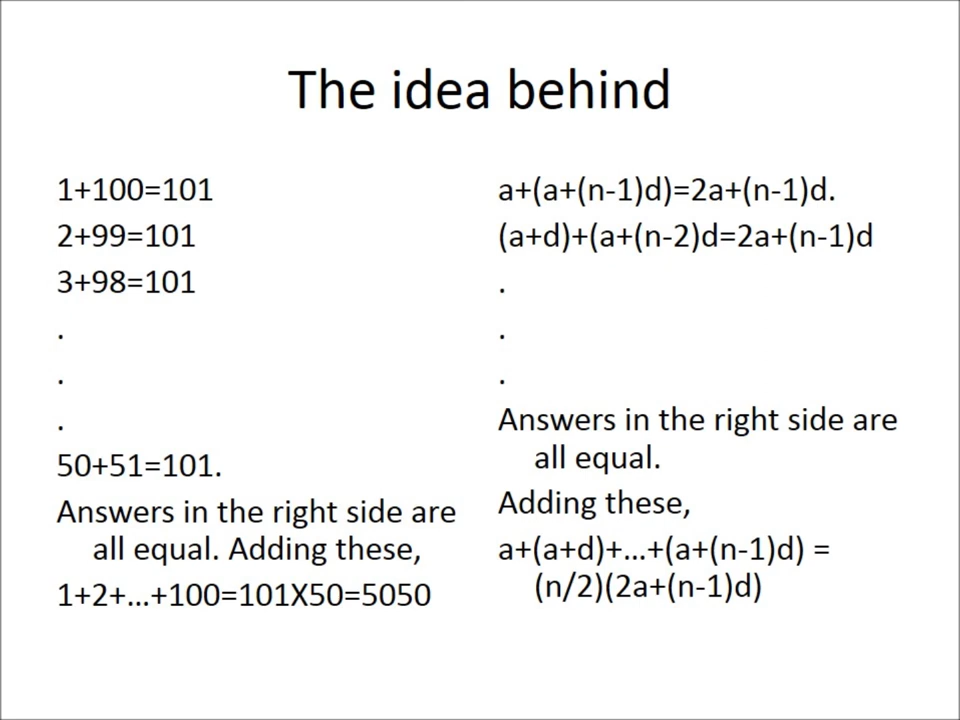 The idea behind
1+100=101
2+99=101
3+98=101
.
.
.
50+51=101.
Answers in the right side are
all equal. Adding these,
1+2+...+100=101X50=5050
a+(a+(n-1)d)=2a+(n-1)d.
(a+d)+(a+(n-2)d=2a+(n-1)d
.
.
.
Answers in the right side are
all equal.
Adding these,
a+(a+d)+...+(a+(n-1)d) =
(n/2)(2a+(n-1)d)